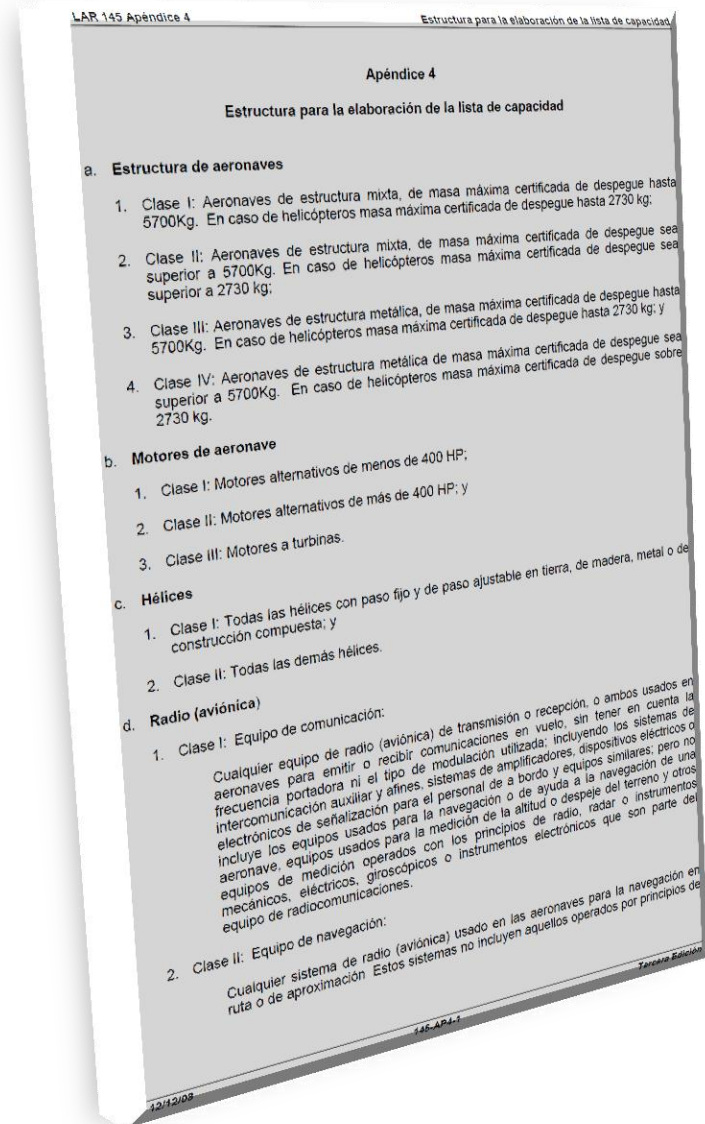 LAR 145 Apéndice 4 Estructura para la elaboración de la lista de capacidad
Apéndice 4
Estructura para la elaboración de la lista de capacidad
a. Estructura de aeronaves
1. Clase I: Aeronaves de estructura mixta, de masa máxima certificada de despegue hasta
5700Kg. En caso de helicópteros masa máxima certificada de despegue hasta 2730 kg;
2. Clase II: Aeronaves de estructura mixta, de masa máxima certificada de despegue sea
superior a 5700Kg. En caso de helicópteros masa máxima certificada de despegue sea
superior a 2730 kg;
3. Clase III: Aeronaves de estructura metálica, de masa máxima certificada de despegue hasta
5700Kg. En caso de helicópteros masa máxima certificada de despegue hasta 2730 kg; y
4. Clase IV: Aeronaves de estructura metálica de masa máxima certificada de despegue sea
superior a 5700Kg. En caso de helicópteros masa máxima certificada de despegue sobre
2730 kg.
b. Motores de aeronave
1. Clase I: Motores alternativos de menos de 400 HP;
2. Clase II: Motores alternativos de más de 400 HP; y
3. Clase III: Motores a turbinas.
c. Hélices
1. Clase I: Todas las hélices con paso fijo y de paso ajustable en tierra, de madera, metal o de
construcción compuesta; y
2. Clase II: Todas las demás hélices.
d. Radio (aviónica)
1. Clase I: Equipo de comunicación:
Cualquier equipo de radio (aviónica) de transmisión o recepción, o ambos usados en
aeronaves para emitir o recibir comunicaciones en vuelo, sin tener en cuenta la
frecuencia portadora ni el tipo de modulación utilizada; incluyendo los sistemas de
intercomunicación auxiliar y afines, sistemas de amplificadores, dispositivos eléctricos o
electrónicos de señalización para el personal de a bordo y equipos similares; pero no
incluye los equipos usados para la navegación o de ayuda a la navegación de una
aeronave, equipos usados para la medición de la altitud o despeje del terreno y otros
equipos de medición operados con los principios de radio, radar o instrumentos
mecánicos, eléctricos, giroscópicos o instrumentos electrónicos que son parte del
equipo de radiocomunicaciones.
2. Clase II: Equipo de navegación:
Cualquier sistema de radio (aviónica) usado en las aeronaves para la navegación en
ruta o de aproximación Estos sistemas no incluyen aquellos operados por principios de
12/12/08 145-AP4-1 Tercera Edición